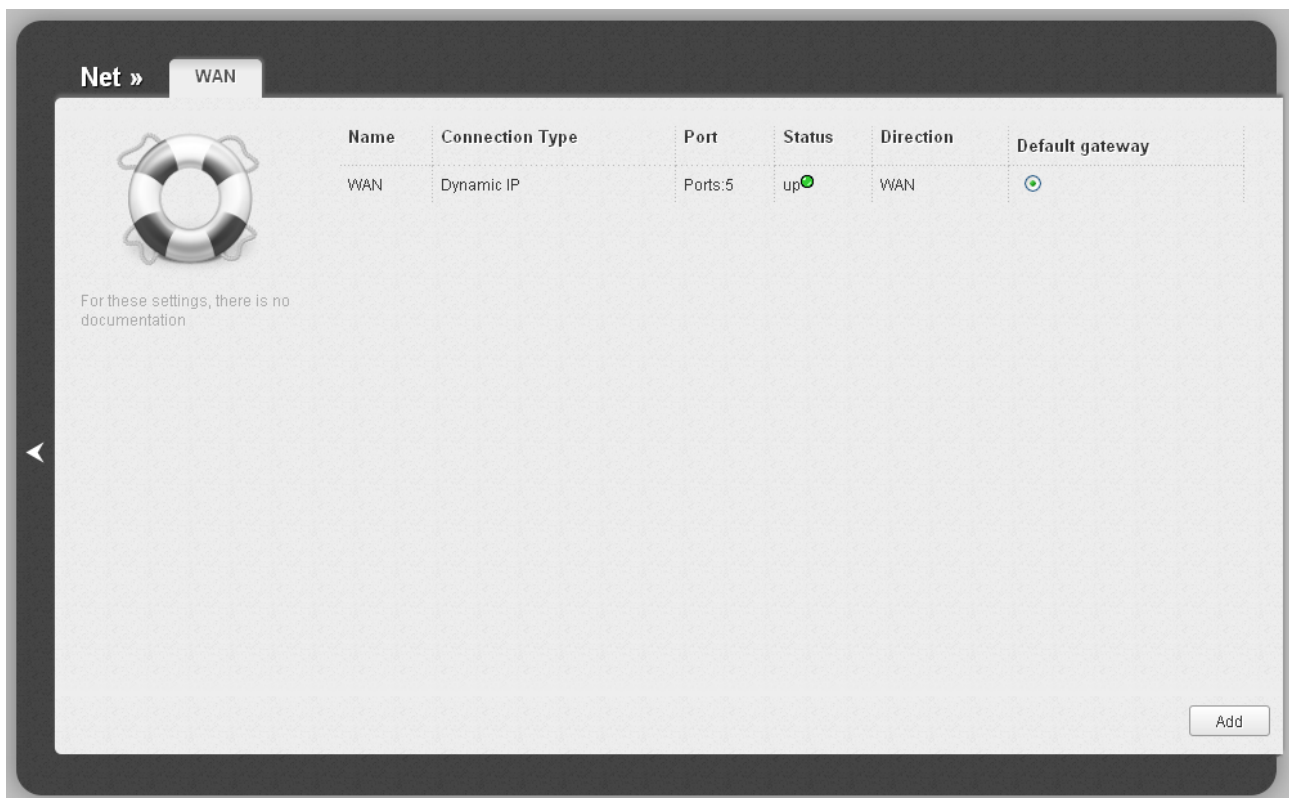 Net » WAN
Name Connection Type Port Status Direction Default gateway
WAN Dynamic IP Ports:5 up WAN
For these settings, there is no
documentation
Add